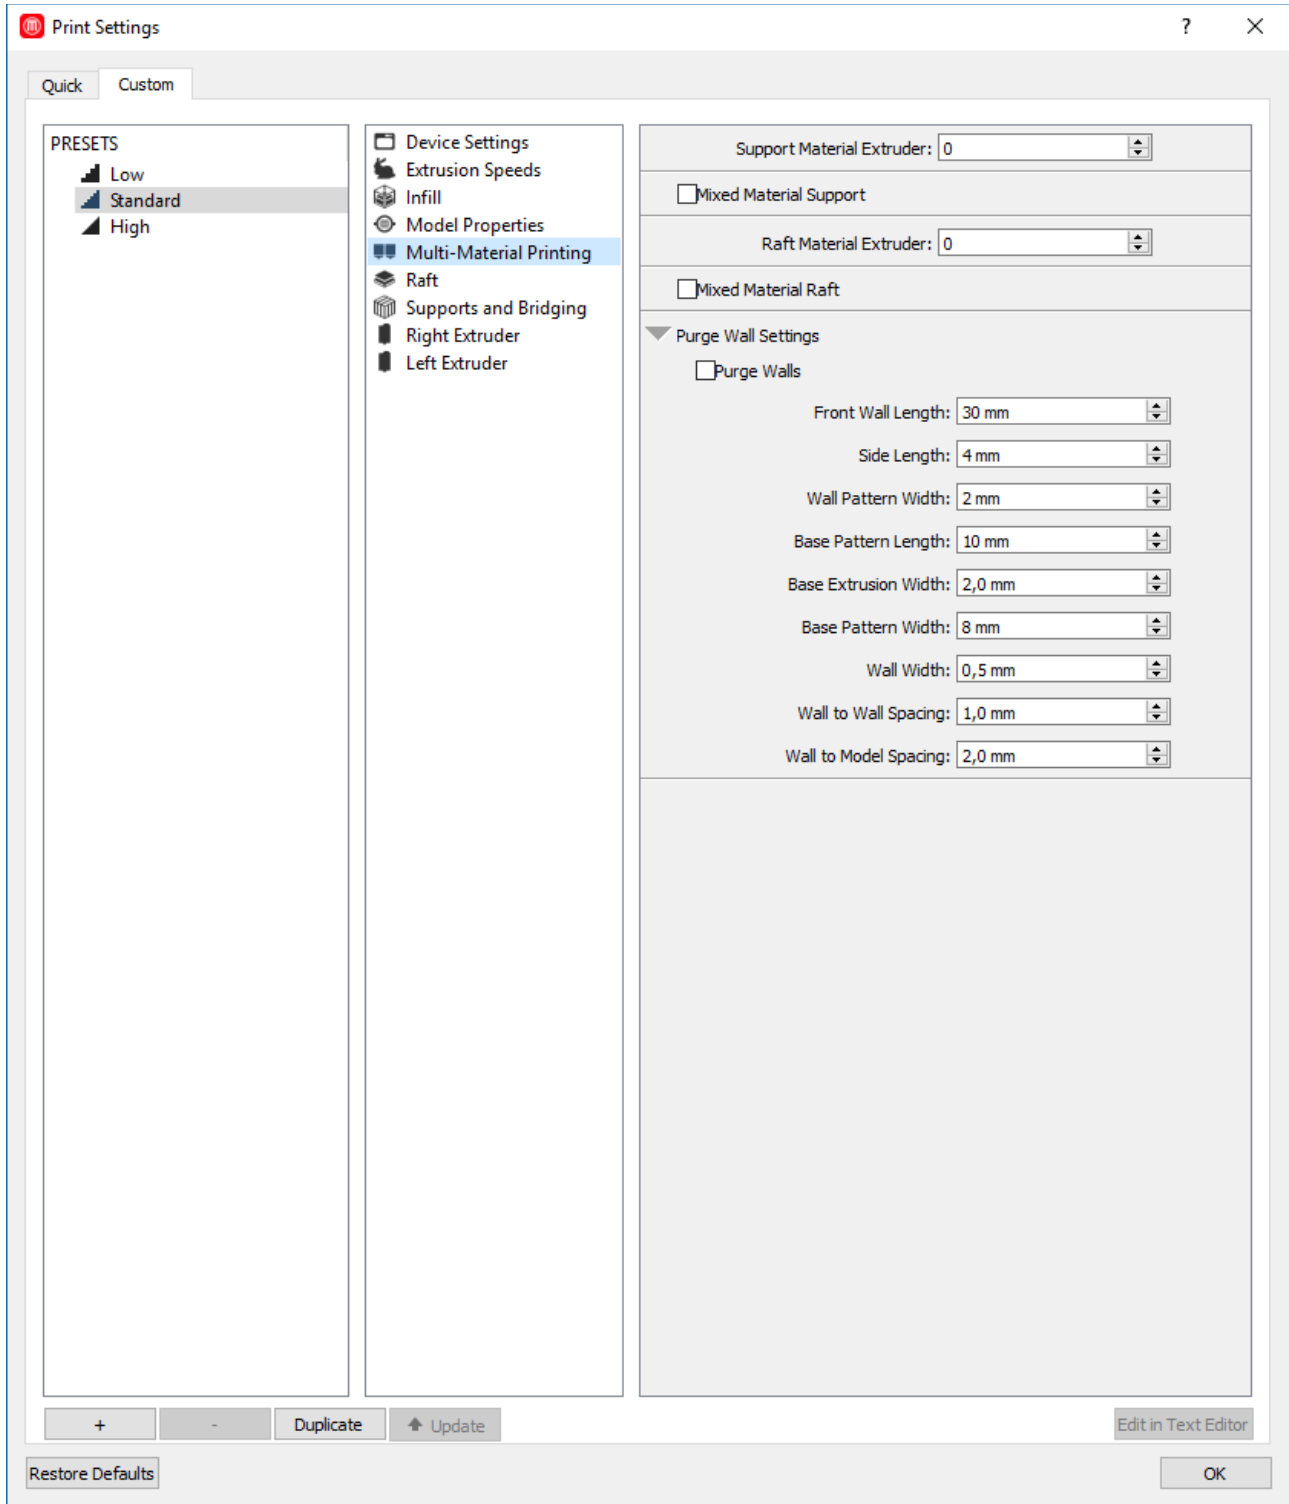 Print Settings
?
Quick
Custom
PRESETS
Low
Standard
High
Device Settings
Extrusion Speeds
Infill
Model Properties
Multi-Material Printing
Raft
Supports and Bridging
Right Extruder
Left Extruder
Support Material Extruder: 0
Mixed Material Support
Raft Material Extruder: 0
Mixed Material Raft
Purge Wall Settings
Purge Walls
Front Wall Length: 30 mm
Side Length: 4 mm
Wall Pattern Width: 2 mm
Base Pattern Length: 10 mm
Base Extrusion Width: 2,0 mm
Base Pattern Width: 8 mm
Wall Width: 0,5 mm
Wall to Wall Spacing: 1,0 mm
Wall to Model Spacing: 2,0 mm
+
-
Duplicate
Update
Edit in Text Editor
Restore Defaults
OK